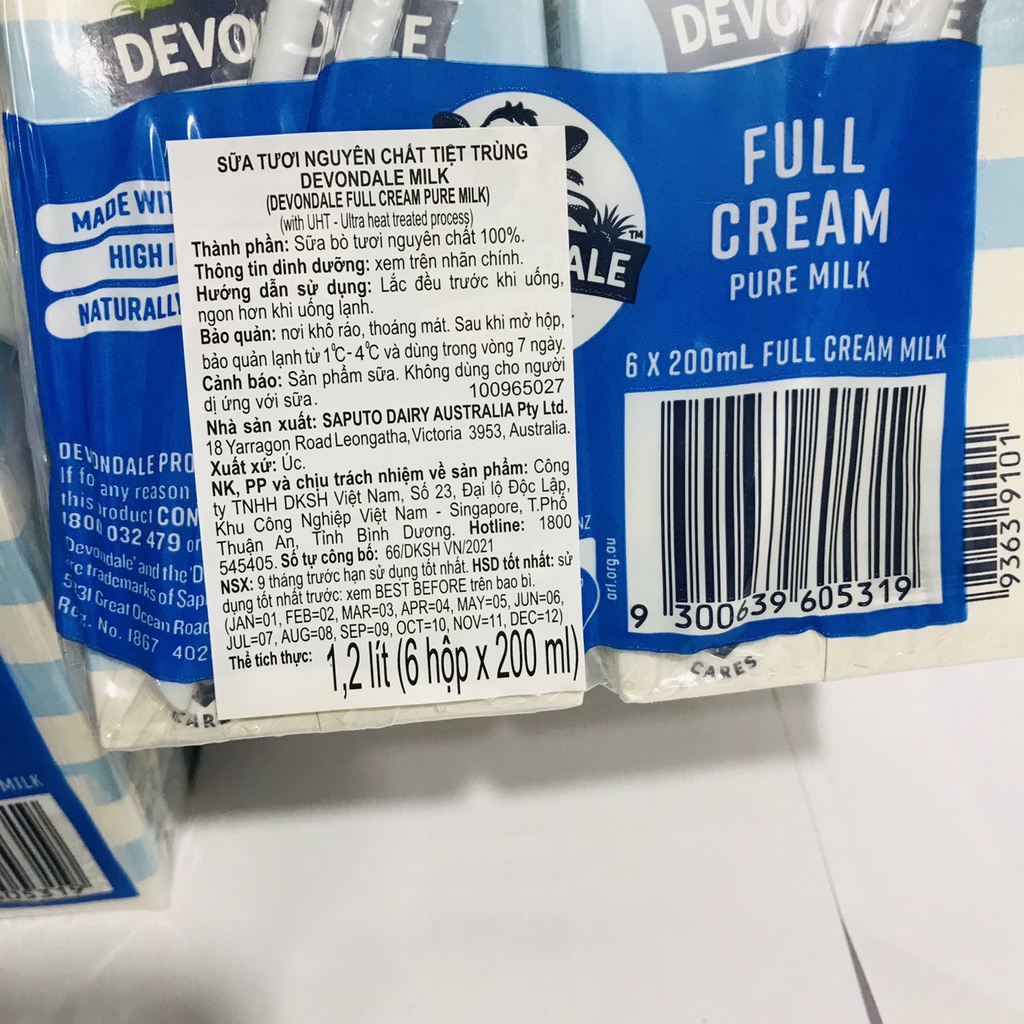 DEVONDALE
DEVONDALE
SỮA TƯƠI NGUYÊN CHẤT TIỆT TRÙNG
DEVONDALE MILK
(DEVONDALE FULL CREAM PURE MILK)
(with UHT - Ultra heat treated process)
Thành phần: Sữa bò tươi nguyên chất 100%.
Thông tin dinh dưỡng: xem trên nhãn chính.
Hướng dẫn sử dụng: Lắc đều trước khi uống,
ngon hơn khi uống lạnh.
Bảo quản: nơi khô ráo, thoáng mát. Sau khi mở hộp,
bảo quản lạnh từ 1°C- 4°C và dùng trong vòng 7 ngày.
Cảnh báo: Sản phẩm sữa. Không dùng cho người
dị ứng với sữa. 100965027
Nhà sản xuất: SAPUTO DAIRY AUSTRALIA Pty Ltd.
18 Yarragon Road Leongatha, Victoria 3953, Australia.
Xuất xứ: Úc.
NK, PP và chịu trách nhiệm về sản phẩm: Công
ty TNHH DKSH Việt Nam, Số 23, Đại lộ Độc Lập,
Khu Công Nghiệp Việt Nam - Singapore, T.Phố
Thuận An, Tỉnh Bình Dương. Hotline: 1800
545405. Số tự công bố: 66/DKSH VN/2021
NSX: 9 tháng trước hạn sử dụng tốt nhất. HSD tốt nhất: sử
dụng tốt nhất trước: xem BEST BEFORE trên bao bì.
(JAN=01, FEB=02, MAR=03, APR=04, MAY=05, JUN=06,
JUL=07, AUG=08, SEP=09, OCT=10, NOV=11, DEC=12)
Thể tích thực: 1,2 lít (6 hộp x 200 ml)
MADE WIT
HIGH I
NATURALLY
DEVONDALE PRO
If fo any reason
this product CON
1800 032 479 or
Devondale' and the 'D
re trademarks of Sap
Great Ocean Road
Re . No. 1867 402
ALE™
FULL
CREAM
PURE MILK
6 X 200mL FULL CREAM MILK
NZ
arl.org.au
9 300639 605319
9363 9101
CARES
MILK